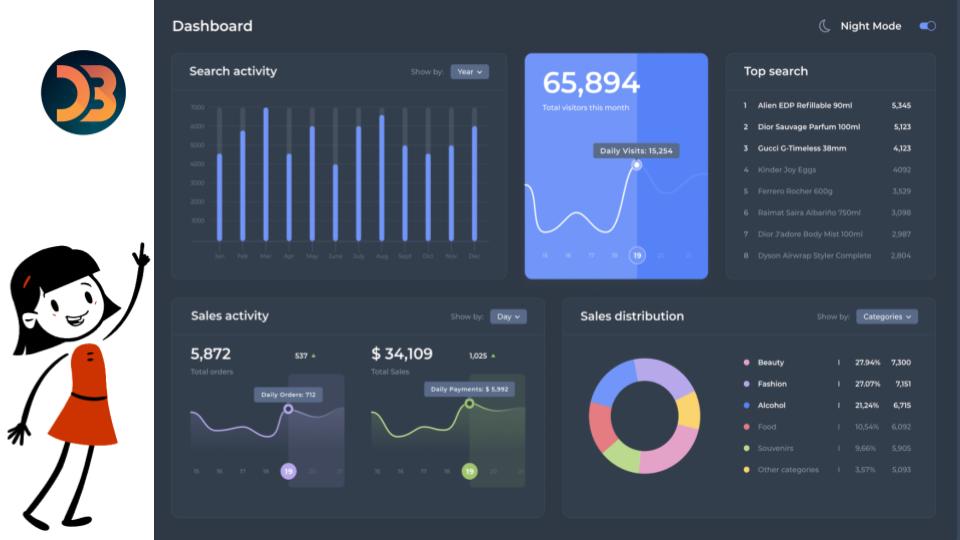 DB
Dashboard
Night Mode
Search activity
Show by: Year
7000
6000
5000
4000
3000
2000
1000
Jan Feb Mar Apr May June July Aug Sept Oct Nov Dec
65,894
Total visitors this month
Daily Visits: 15,254
15 16 17 18 19 20 21
Top search
1 Alien EDP Refillable 90ml 5,345
2 Dior Sauvage Parfum 100ml 5,123
3 Gucci G-Timeless 38mm 4,123
4 Kinder Joy Eggs 4092
5 Ferrero Rocher 600g 3,529
6 Raimat Saira Albariño 750ml 3,098
7 Dior J'adore Body Mist 100ml 2,987
8 Dyson Airwrap Styler Complete 2,804
Sales activity
Show by: Day
5,872 537
Total orders
Daily Orders: 712
15 16 17 18 19 20 21
$ 34,109 1,025
Total Sales
Daily Payments: $ 5,992
15 16 17 18 19 20 21
Sales distribution
Show by: Categories
Beauty | 27.94% 7,300
Fashion | 27.07% 7,151
Alcohol | 21,24% 6,715
Food | 10,54% 6,092
Souvenirs | 9,66% 5,905
Other categories | 3,57% 5,093